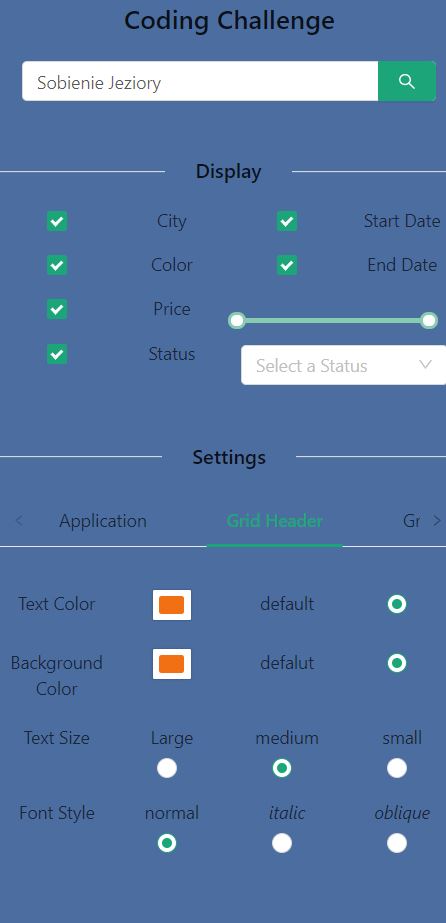 Coding Challenge
Sobienie Jeziory
Display
City Start Date
Color End Date
Price
Status Select a Status
Settings
Application Grid Header Gr
Text Color default
Background Color defalut
Text Size Large medium small
Font Style normal italic oblique